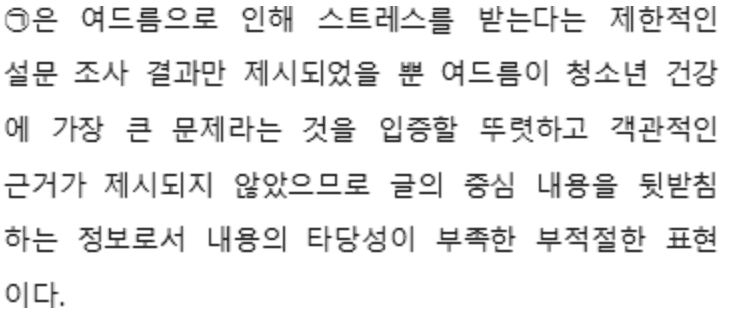 ㉠은 여드름으로 인해 스트레스를 받는다는 제한적인
설문 조사 결과만 제시되었을 뿐 여드름이 청소년 건강
에 가장 큰 문제라는 것을 입증할 뚜렷하고 객관적인
근거가 제시되지 않았으므로 글의 중심 내용을 뒷받침
하는 정보로서 내용의 타당성이 부족한 부적절한 표현
이다.